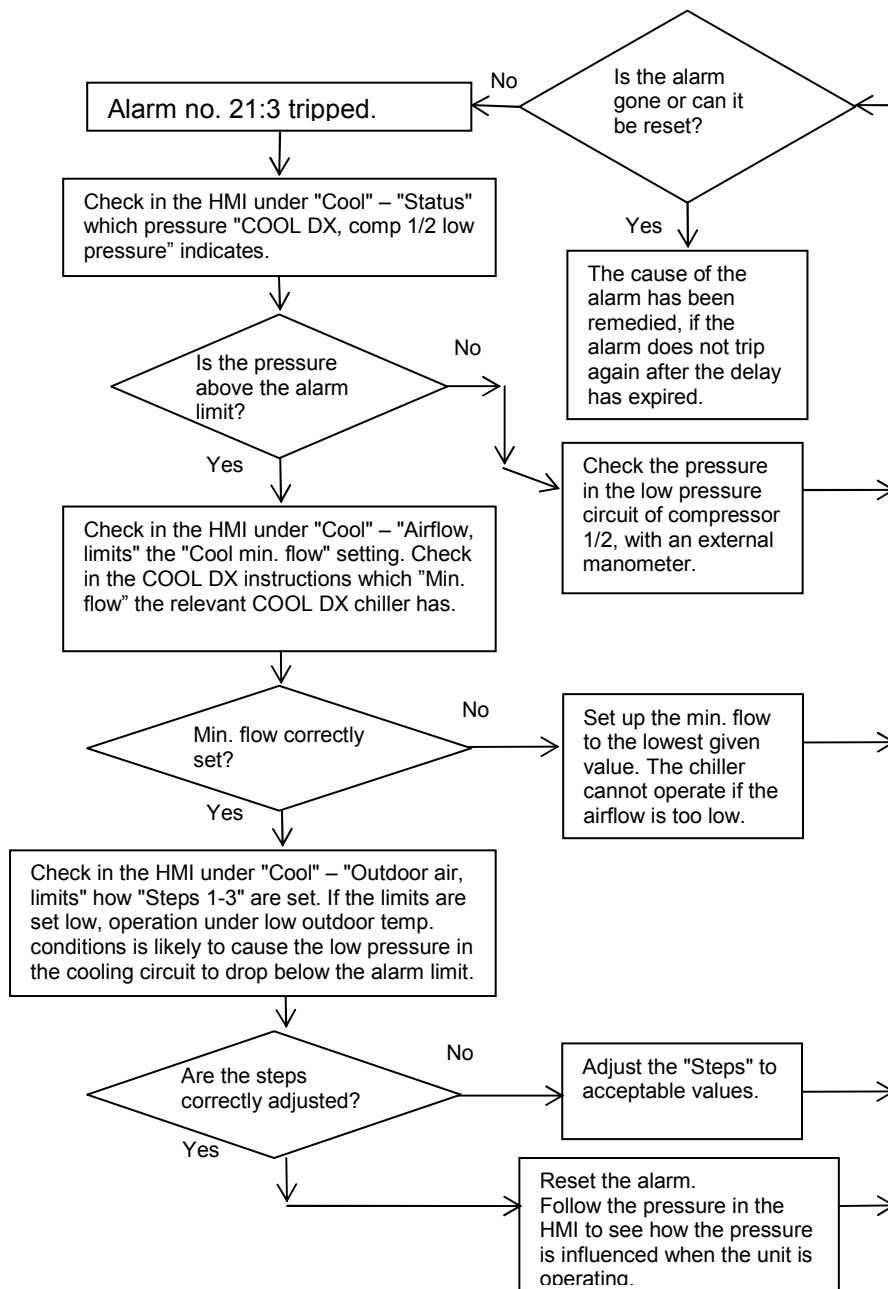 No
Is the alarm
gone or can it
be reset?
Alarm no. 21:3 tripped.
Check in the HMI under "Cool" – "Status"
which pressure "COOL DX, comp 1/2 low
pressure” indicates.
Yes
The cause of the
alarm has been
remedied, if the
alarm does not trip
again after the delay
has expired.
Is the pressure
above the alarm
limit?
No
Yes
Check the pressure
in the low pressure
circuit of compressor
1/2, with an external
manometer.
Check in the HMI under "Cool" – "Airflow,
limits" the "Cool min. flow" setting. Check
in the COOL DX instructions which ”Min.
flow” the relevant COOL DX chiller has.
Min. flow correctly
set?
No
Yes
Set up the min. flow
to the lowest given
value. The chiller
cannot operate if the
airflow is too low.
Check in the HMI under "Cool" – "Outdoor air,
limits" how "Steps 1-3" are set. If the limits are
set low, operation under low outdoor temp.
conditions is likely to cause the low pressure in
the cooling circuit to drop below the alarm limit.
Are the steps
correctly adjusted?
No
Yes
Adjust the "Steps" to
acceptable values.
Reset the alarm.
Follow the pressure in the
HMI to see how the pressure
is influenced when the unit is
operating.